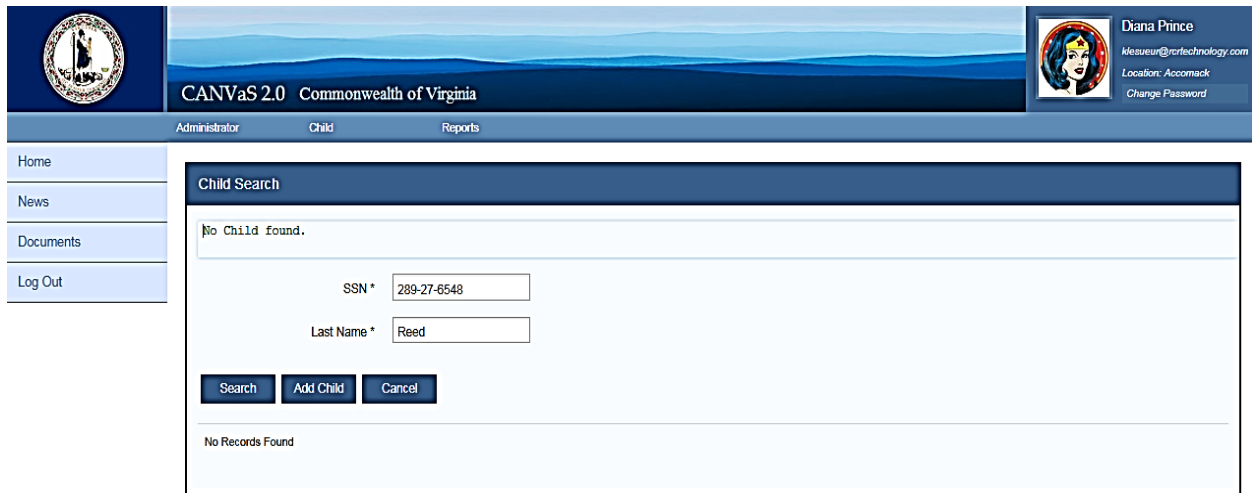 Diana Prince
klesueur@rcrtechnology.com
Location: Accomack
Change Password
CANVaS 2.0 Commonwealth of Virginia
Administrator Child Reports
Home
News
Documents
Log Out
Child Search
No Child found.
SSN * 289-27-6548
Last Name * Reed
Search Add Child Cancel
No Records Found